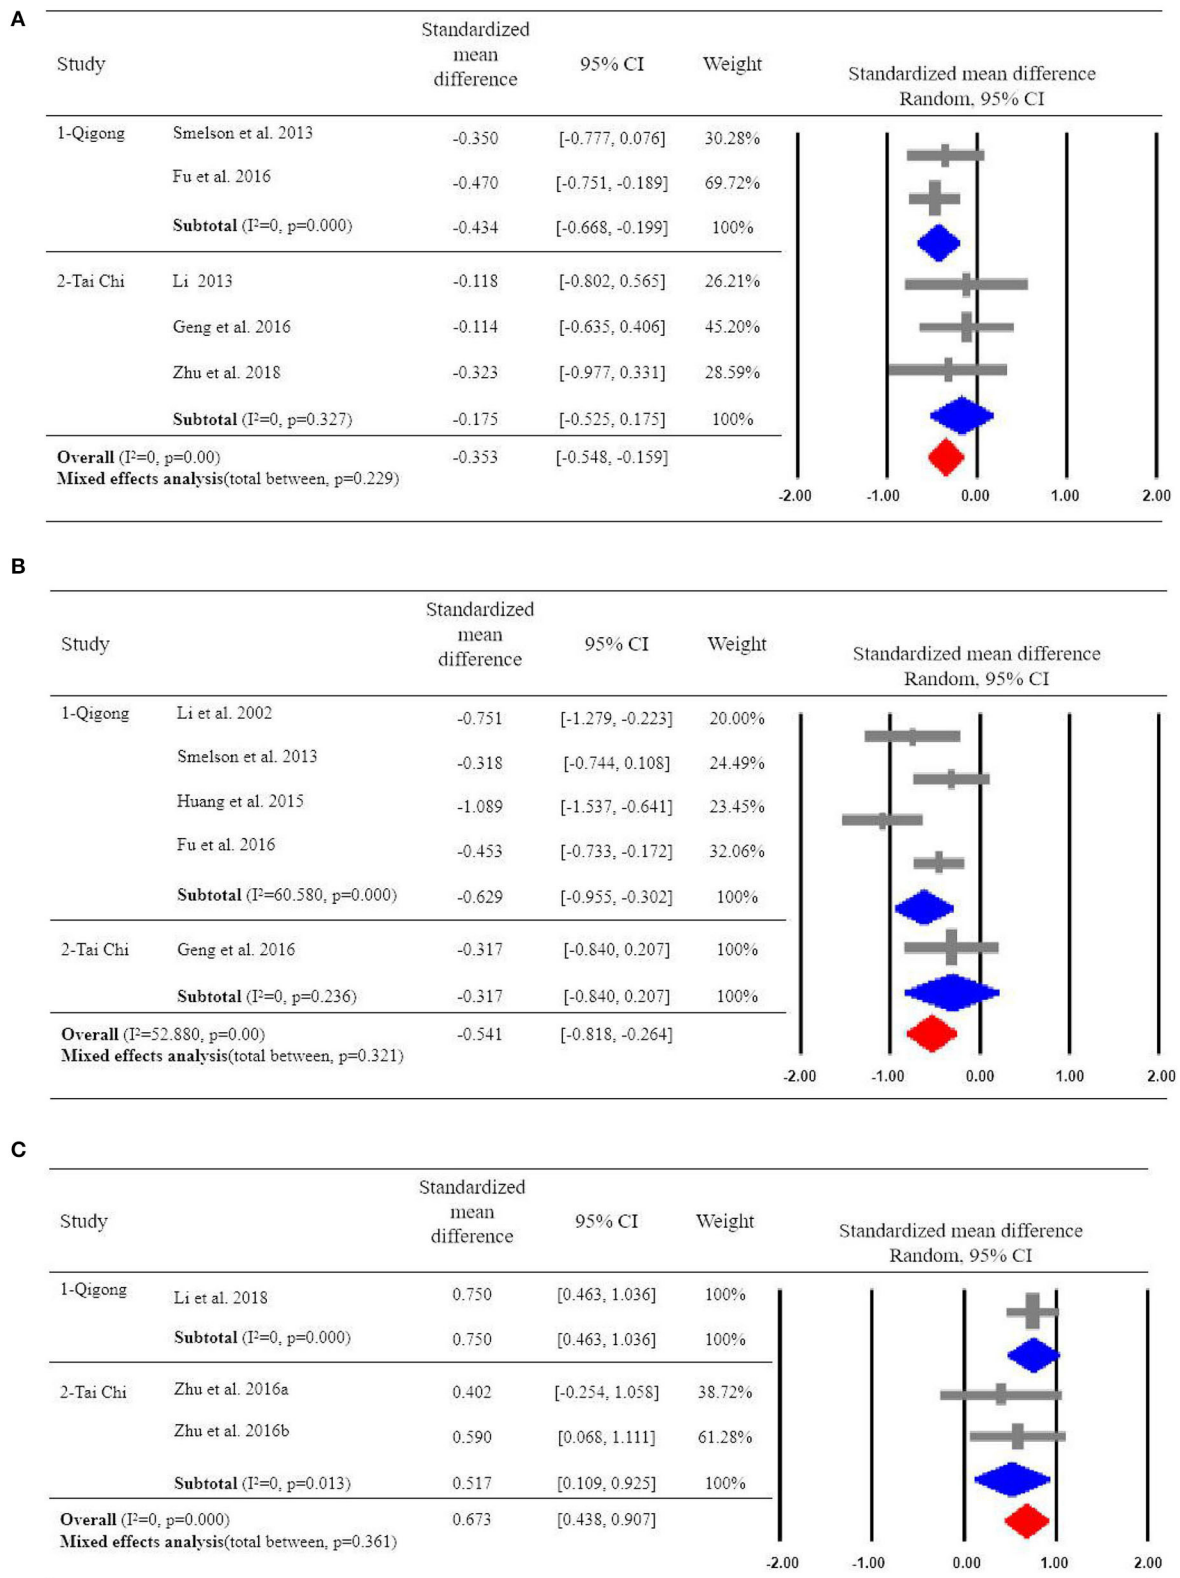 A
Study
Standardized
mean
difference
95% CI
Weight
Standardized mean difference
Random, 95% CI
1-Qigong Smelson et al. 2013 -0.350 [-0.777, 0.076] 30.28%
Fu et al. 2016 -0.470 [-0.751, -0.189] 69.72%
Subtotal (I²=0, p=0.000) -0.434 [-0.668, -0.199] 100%
2-Tai Chi Li 2013 -0.118 [-0.802, 0.565] 26.21%
Geng et al. 2016 -0.114 [-0.635, 0.406] 45.20%
Zhu et al. 2018 -0.323 [-0.977, 0.331] 28.59%
Subtotal (I²=0, p=0.327) -0.175 [-0.525, 0.175] 100%
Overall (I²=0, p=0.00) -0.353 [-0.548, -0.159]
Mixed effects analysis(total between, p=0.229)
-2.00 -1.00 0.00 1.00 2.00
B
Study
Standardized
mean
difference
95% CI
Weight
Standardized mean difference
Random, 95% CI
1-Qigong Li et al. 2002 -0.751 [-1.279, -0.223] 20.00%
Smelson et al. 2013 -0.318 [-0.744, 0.108] 24.49%
Huang et al. 2015 -1.089 [-1.537, -0.641] 23.45%
Fu et al. 2016 -0.453 [-0.733, -0.172] 32.06%
Subtotal (I²=60.580, p=0.000) -0.629 [-0.955, -0.302] 100%
2-Tai Chi Geng et al. 2016 -0.317 [-0.840, 0.207] 100%
Subtotal (I²=0, p=0.236) -0.317 [-0.840, 0.207] 100%
Overall (I²=52.880, p=0.00) -0.541 [-0.818, -0.264]
Mixed effects analysis(total between, p=0.321)
-2.00 -1.00 0.00 1.00 2.00
C
Study
Standardized
mean
difference
95% CI
Weight
Standardized mean difference
Random, 95% CI
1-Qigong Li et al. 2018 0.750 [0.463, 1.036] 100%
Subtotal (I²=0, p=0.000) 0.750 [0.463, 1.036] 100%
2-Tai Chi Zhu et al. 2016a 0.402 [-0.254, 1.058] 38.72%
Zhu et al. 2016b 0.590 [0.068, 1.111] 61.28%
Subtotal (I²=0, p=0.013) 0.517 [0.109, 0.925] 100%
Overall (I²=0, p=0.000) 0.673 [0.438, 0.907]
Mixed effects analysis(total between, p=0.361)
-2.00 -1.00 0.00 1.00 2.00